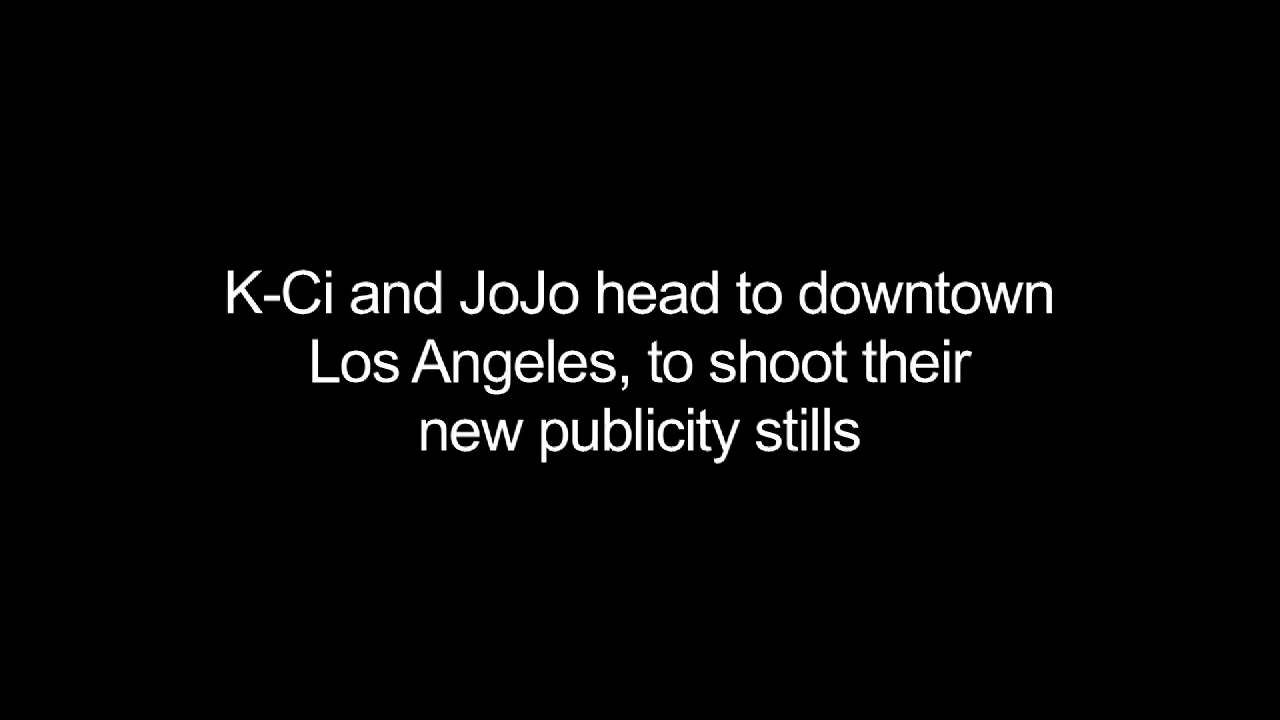 K-Ci and JoJo head to downtown
Los Angeles, to shoot their
new publicity stills